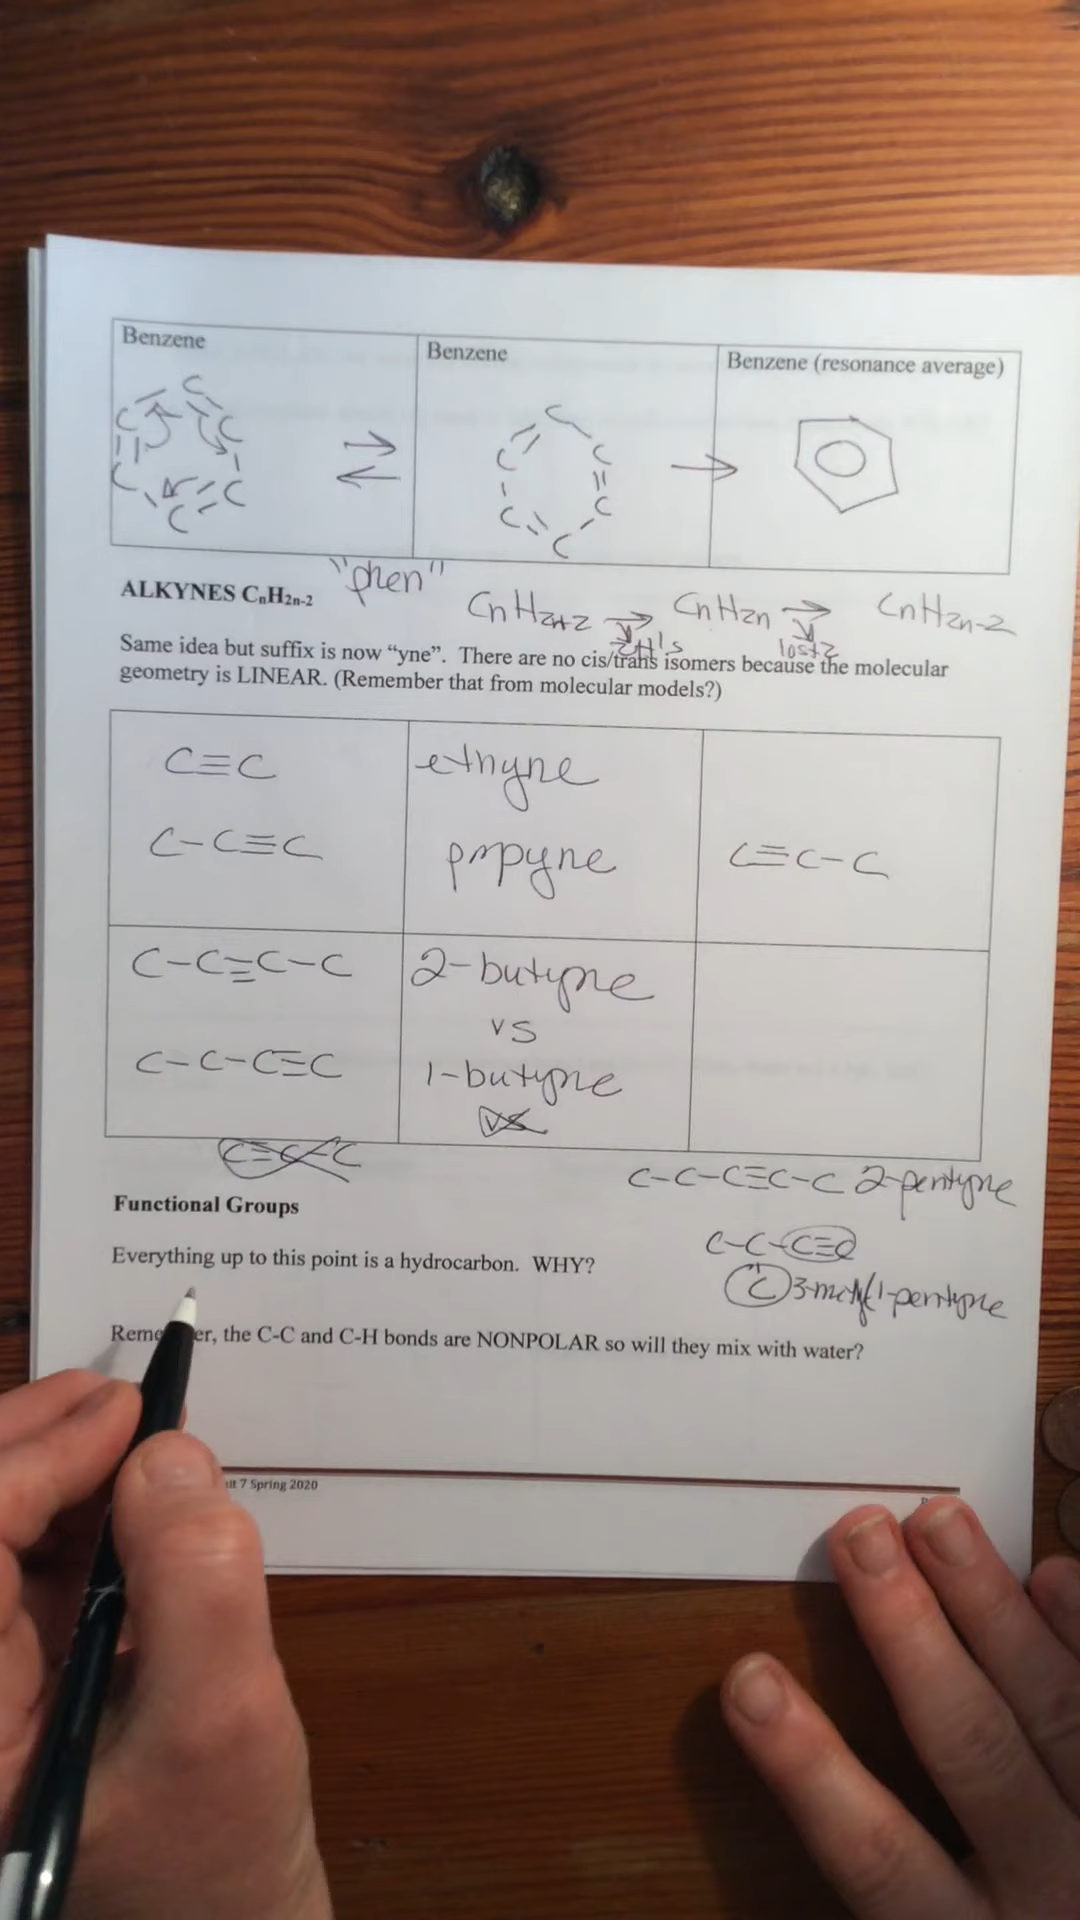 Benzene
Benzene
Benzene (resonance average)
"phen"
ALKYNES CnH2n-2
CnH2n+2 → CnH2n → CnH2n-2
2H's
lost 2
Same idea but suffix is now “yne”. There are no cis/trans isomers because the molecular
geometry is LINEAR. (Remember that from molecular models?)
C≡C
ethyne
C-C≡C
propyne
C≡C-C
C-C≡C-C
2-butyne
vs
C-C-C≡C
1-butyne
vs
C≡C-C
C-C-C≡C-C 2-pentyne
Functional Groups
C-C-C≡C
Everything up to this point is a hydrocarbon. WHY?
C 3-methyl 1-pentyne
er, the C-C and C-H bonds are NONPOLAR so will they mix with water?
7 Spring 2020